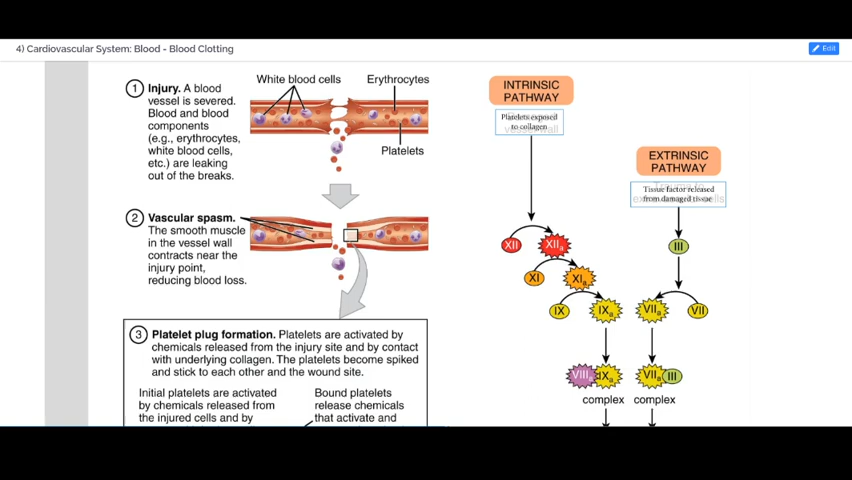 4) Cardiovascular System: Blood - Blood Clotting
Edit
1 Injury. A blood
vessel is severed.
Blood and blood
components
(e.g., erythrocytes,
white blood cells,
etc.) are leaking
out of the breaks.
White blood cells
Erythrocytes
Platelets
2 Vascular spasm.
The smooth muscle
in the vessel wall
contracts near the
injury point,
reducing blood loss.
3 Platelet plug formation. Platelets are activated by
chemicals released from the injury site and by contact
with underlying collagen. The platelets become spiked
and stick to each other and the wound site.
Initial platelets are activated
by chemicals released from
the injured cells and by
Bound platelets
release chemicals
that activate and
INTRINSIC
PATHWAY
Platelets exposed
to collagen
EXTRINSIC
PATHWAY
Tissue factor released
from damaged tissue
XII
XIIa
III
XI
XIa
IX
IXa
VIIa
VII
VIII
IXa
VIIa
III
complex
complex